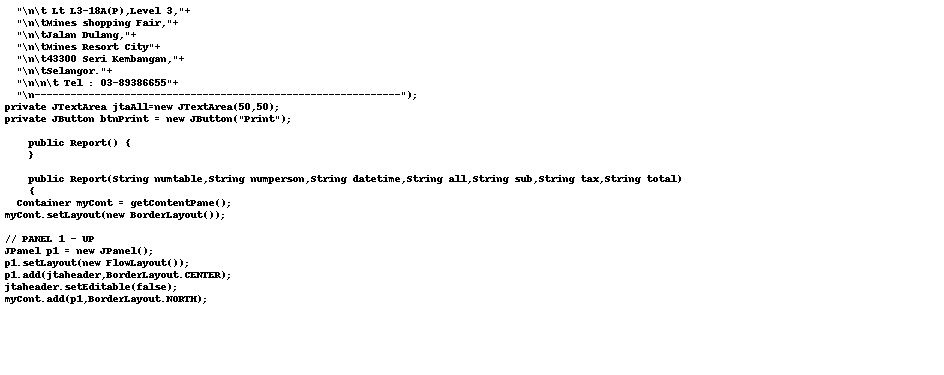 "\n\t Lt L3-18A(P),Level 3,"+
"\n\tMines shopping Fair,"+
"\n\tJalan Dulang,"+
"\n\tMines Resort City"+
"\n\t43300 Seri Kembangan,"+
"\n\tSelangor."+
"\n\n\t Tel : 03-89386655"+
"\n-------------------------------------------------------------");
private JTextArea jtaAll=new JTextArea(50,50);
private JButton btnPrint = new JButton("Print");
public Report() {
}
public Report(String numtable,String numperson,String datetime,String all,String sub,String tax,String total)
{
Container myCont = getContentPane();
myCont.setLayout(new BorderLayout());
// PANEL 1 - UP
JPanel p1 = new JPanel();
p1.setLayout(new FlowLayout());
p1.add(jtaheader,BorderLayout.CENTER);
jtaheader.setEditable(false);
myCont.add(p1,BorderLayout.NORTH);